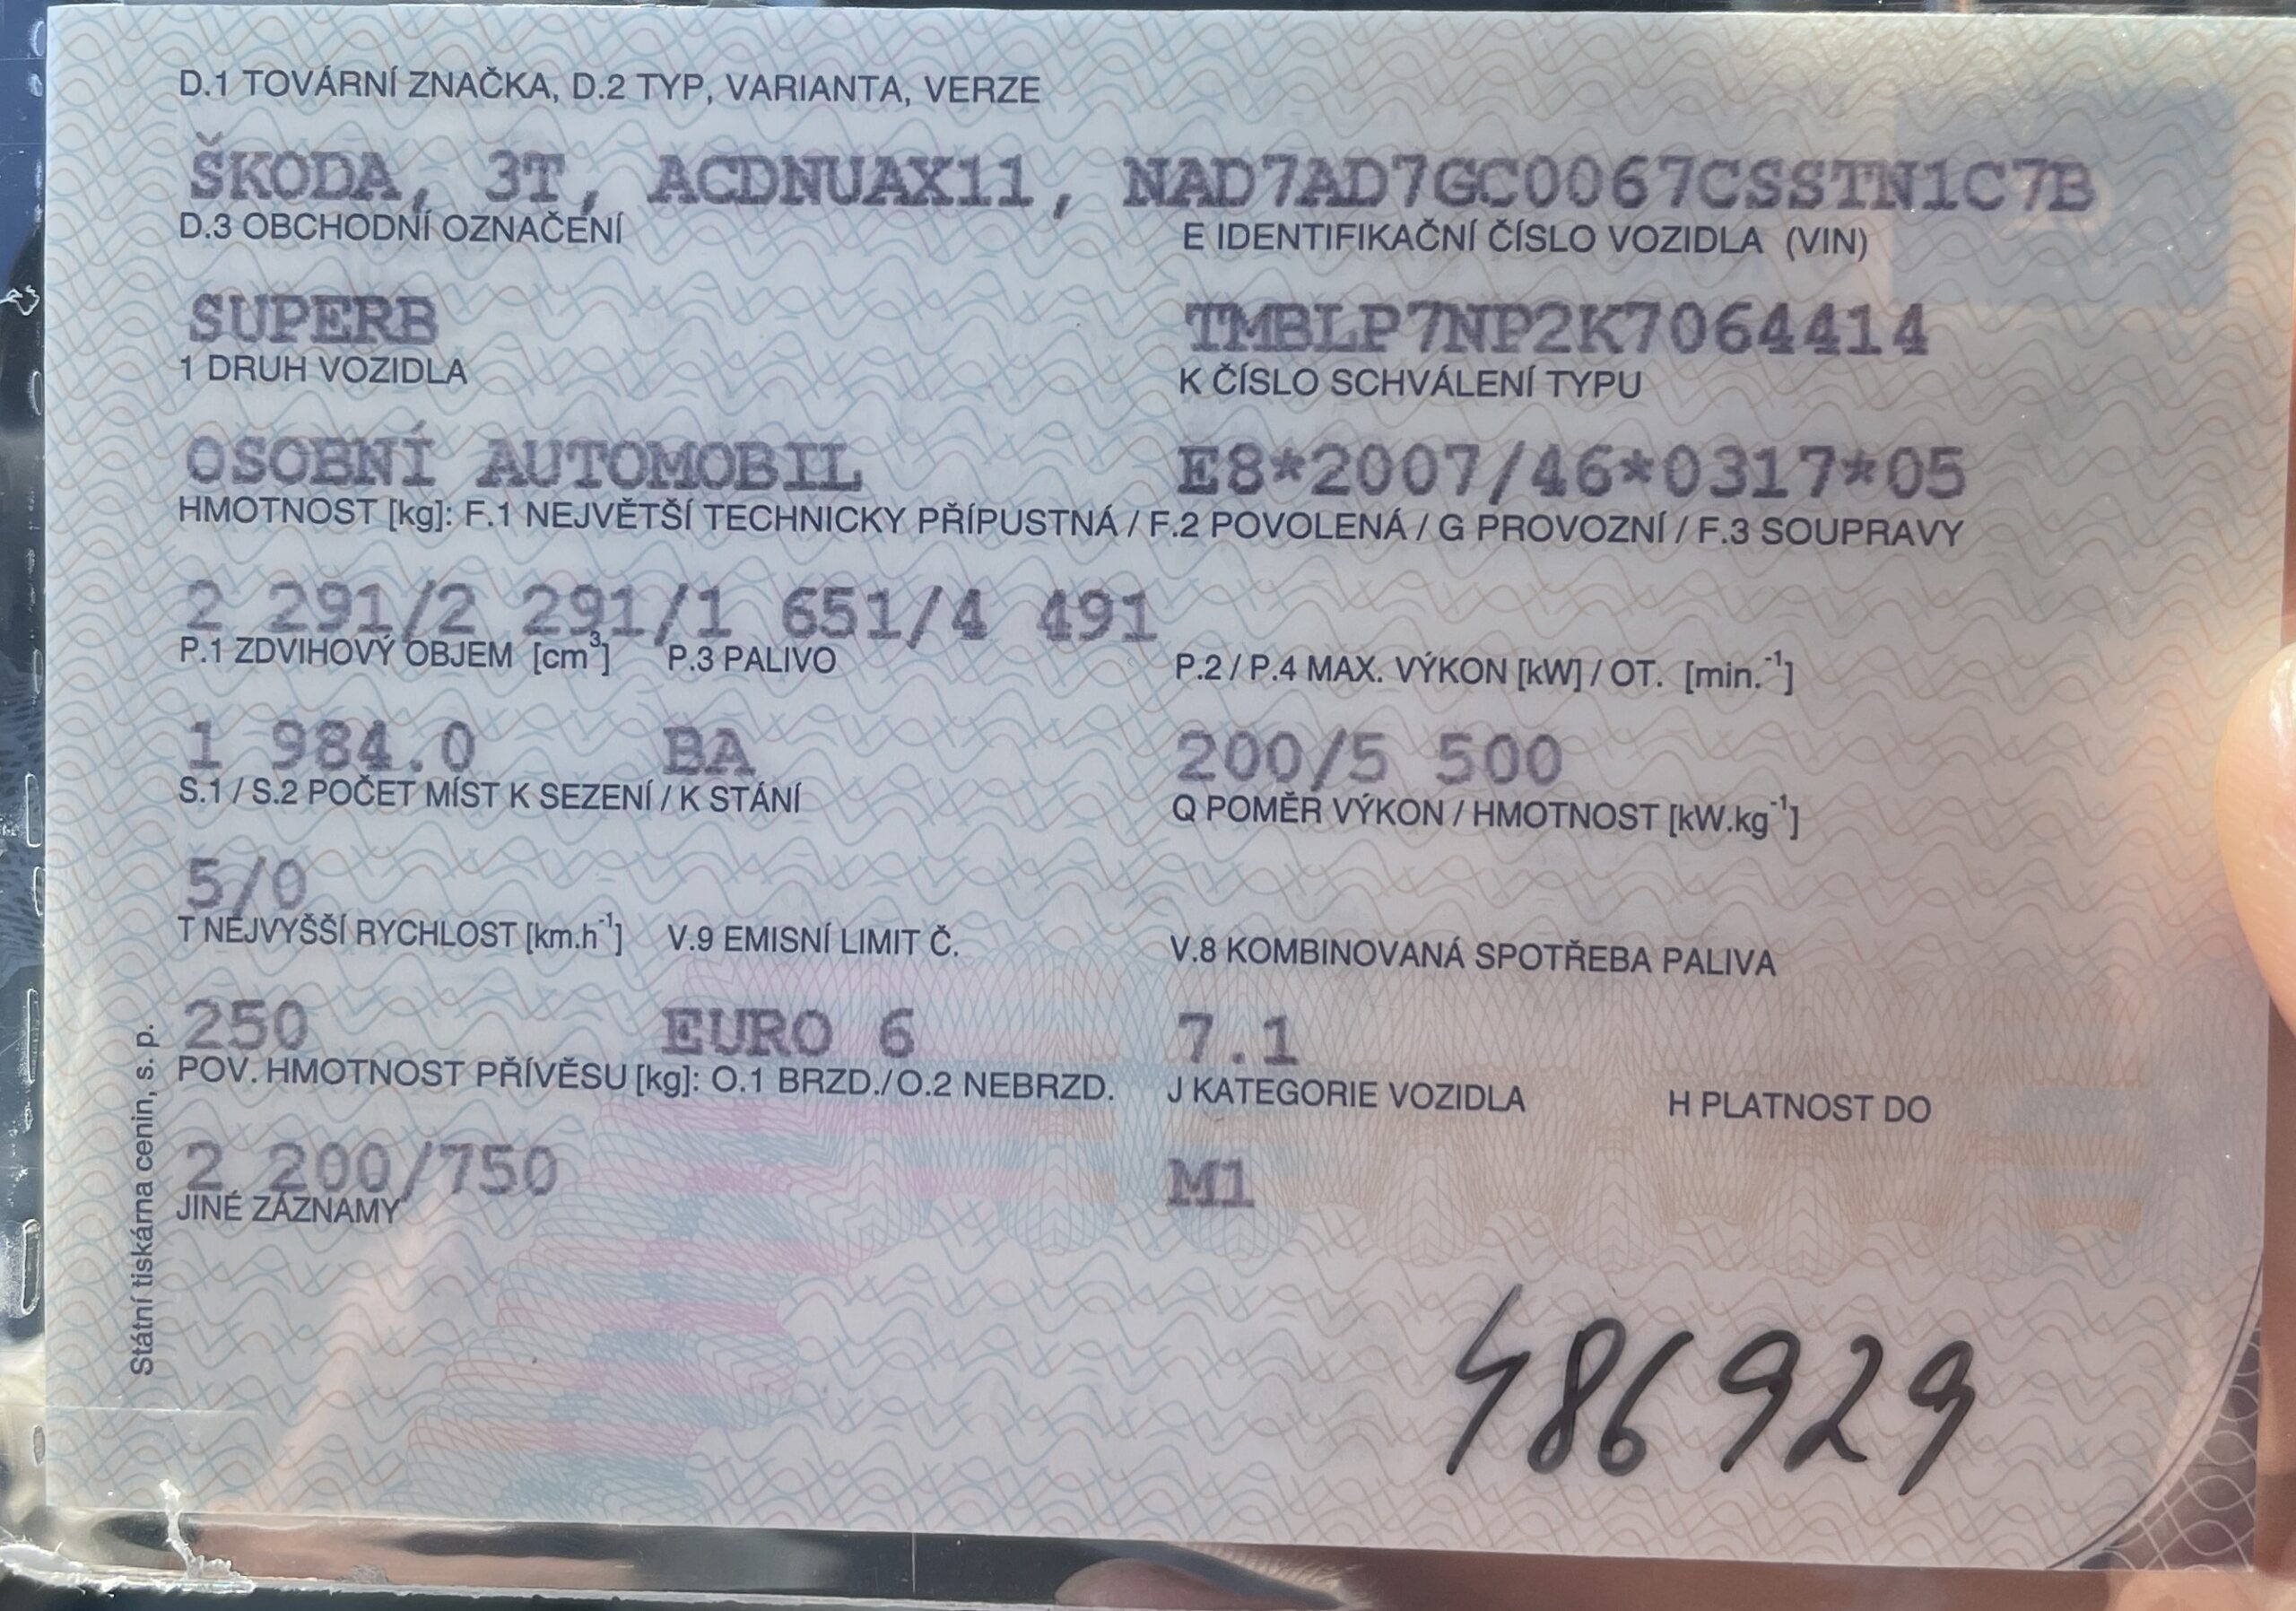 D.1 TOVÁRNÍ ZNAČKA, D.2 TYP, VARIANTA, VERZE
ŠKODA, 3T, ACDNUAX11, NAD7AD7GC0067CSSTN1C7B
D.3 OBCHODNÍ OZNAČENÍ E IDENTIFIKAČNÍ ČÍSLO VOZIDLA (VIN)
SUPERB TMBLP7NP2K7064414
1 DRUH VOZIDLA K ČÍSLO SCHVÁLENÍ TYPU
OSOBNÍ AUTOMOBIL E8*2007/46*0317*05
HMOTNOST [kg]: F.1 NEJVĚTŠÍ TECHNICKY PŘÍPUSTNÁ / F.2 POVOLENÁ / G PROVOZNÍ / F.3 SOUPRAVY
2 291/2 291/1 651/4 491
P.1 ZDVIHOVÝ OBJEM [cm³] P.3 PALIVO P.2 / P.4 MAX. VÝKON [kW] / OT. [min.⁻¹]
1 984.0 BA 200/5 500
S.1 / S.2 POČET MÍST K SEZENÍ / K STÁNÍ Q POMĚR VÝKON / HMOTNOST [kW.kg⁻¹]
5/0
T NEJVYŠŠÍ RYCHLOST [km.h⁻¹] V.9 EMISNÍ LIMIT Č. V.8 KOMBINOVANÁ SPOTŘEBA PALIVA
250 EURO 6 7.1
POV. HMOTNOST PŘÍVĚSU [kg]: O.1 BRZD./O.2 NEBRZD. J KATEGORIE VOZIDLA H PLATNOST DO
2 200/750 M1
JINÉ ZÁZNAMY
486929
Státní tiskárna cenin, s. p.